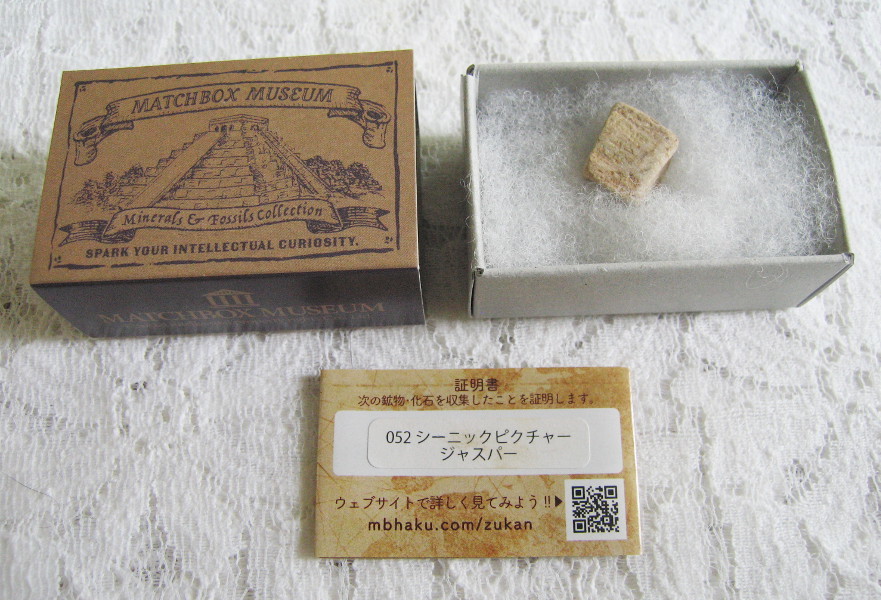 MATCHBOX MUSEUM
Minerals & Fossils Collection
SPARK YOUR INTELLECTUAL CURIOSITY.
MATCHBOX MUSEUM
証明書
次の鉱物・化石を収集したことを証明します。
052 シーニックピクチャー
ジャスパー
ウェブサイトで詳しく見てみよう!!▶
mbhaku.com/zukan